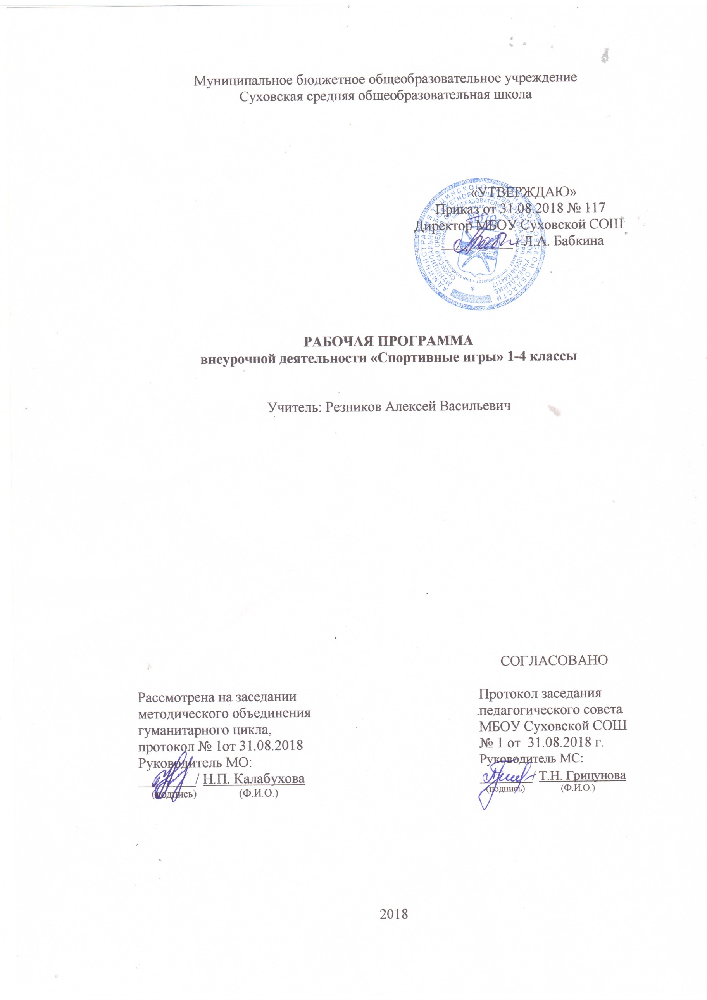 Муниципальное бюджетное общеобразовательное учреждение
Суховская средняя общеобразовательная школа
«УТВЕРЖДАЮ»
Приказ от 31.08.2018 № 117
Директор МБОУ Суховской СОШ
__________ / Л.А. Бабкина
РАБОЧАЯ ПРОГРАММА
внеурочной деятельности «Спортивные игры» 1-4 классы
Учитель: Резников Алексей Васильевич
СОГЛАСОВАНО
Рассмотрена на заседании
методического объединения
гуманитарного цикла,
протокол № 1от 31.08.2018
Руководитель МО:
________/ Н.П. Калабухова
(подпись) (Ф.И.О.)
Протокол заседания
педагогического совета
МБОУ Суховской СОШ
№ 1 от 31.08.2018 г.
Руководитель МС:
________/ Т.Н. Грицунова
(подпись) (Ф.И.О.)
2018